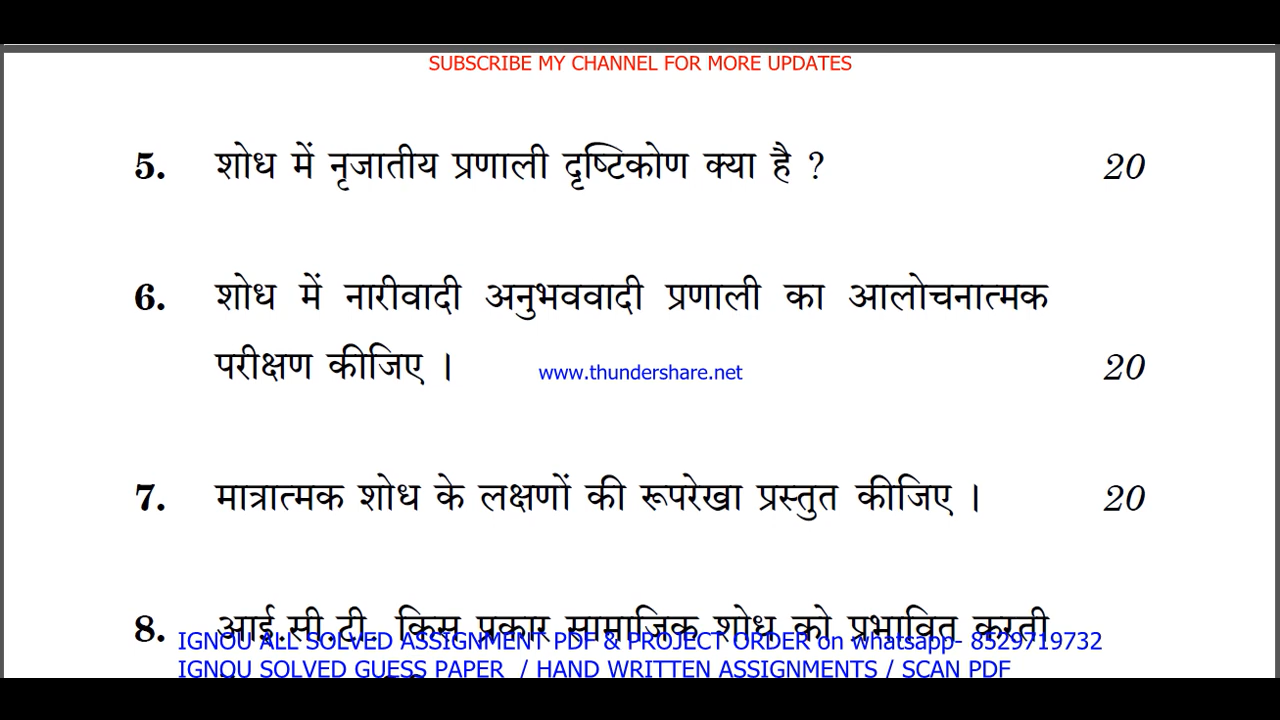 SUBSCRIBE MY CHANNEL FOR MORE UPDATES
5. शोध में नृजातीय प्रणाली दृष्टिकोण क्या है ? 20
6. शोध में नारीवादी अनुभववादी प्रणाली का आलोचनात्मक
परीक्षण कीजिए । www.thundershare.net 20
7. मात्रात्मक शोध के लक्षणों की रूपरेखा प्रस्तुत कीजिए । 20
8. आई.सी.टी. किस प्रकार सामाजिक शोध को प्रभावित करती
IGNOU ALL SOLVED ASSIGNMENT PDF & PROJECT ORDER on whatsapp- 8529719732
IGNOU SOLVED GUESS PAPER / HAND WRITTEN ASSIGNMENTS / SCAN PDF